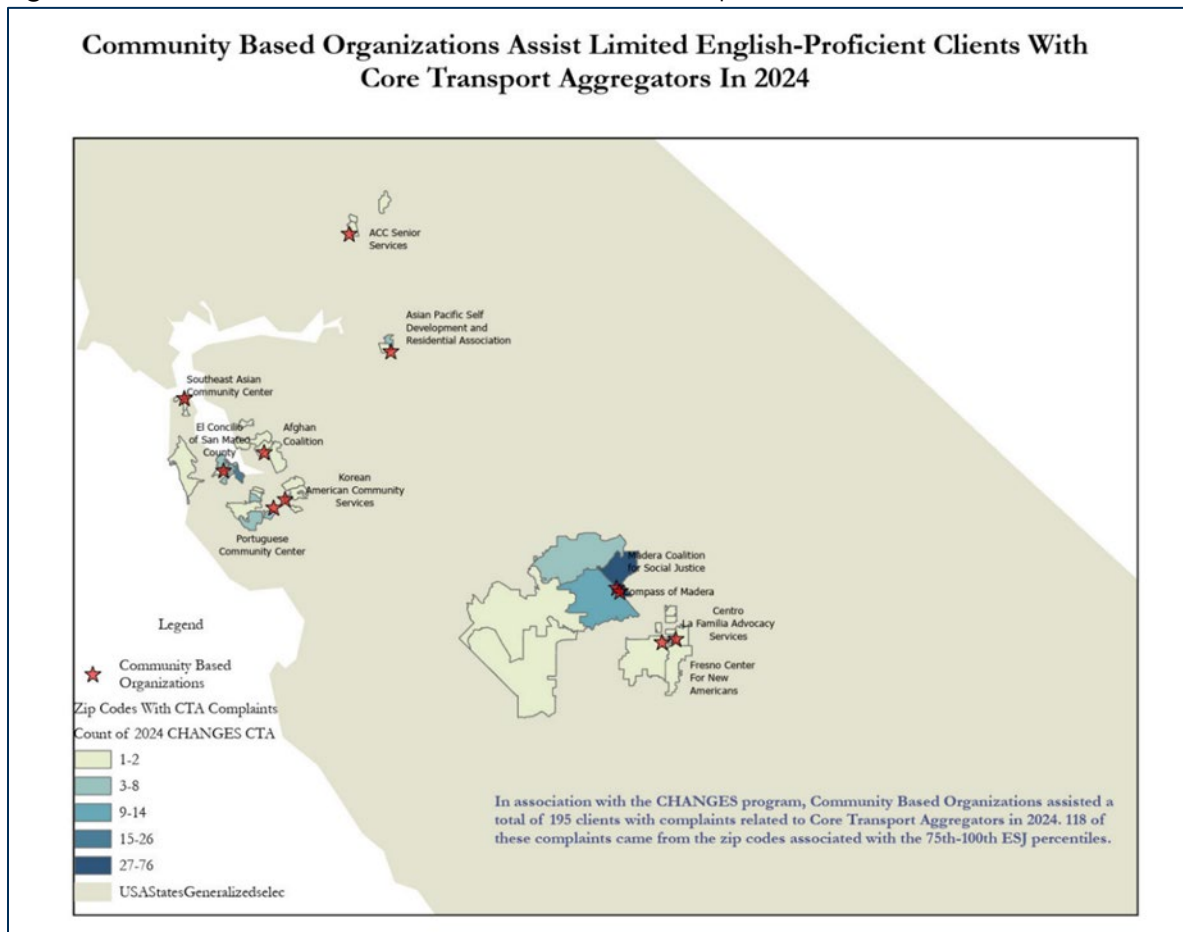 Community Based Organizations Assist Limited English-Proficient Clients With
Core Transport Aggregators In 2024
ACC Senior
Services
Asian Pacific Self
Development and
Residential Association
Southeast Asian
Community Center
El Concilio
of San Mateo
County
Afghan
Coalition
Korean
American Community
Services
Portuguese
Community Center
Madera Coalition
for Social Justice
Compass of Madera
Centro
La Familia Advocacy
Services
Fresno Center
For New
Americans
Legend
Community Based
Organizations
Zip Codes With CTA Complaints
Count of 2024 CHANGES CTA
1-2
3-8
9-14
15-26
27-76
USAStatesGeneralizedselec
In association with the CHANGES program, Community Based Organizations assisted a
total of 195 clients with complaints related to Core Transport Aggregators in 2024. 118 of
these complaints came from the zip codes associated with the 75th-100th ESJ percentiles.